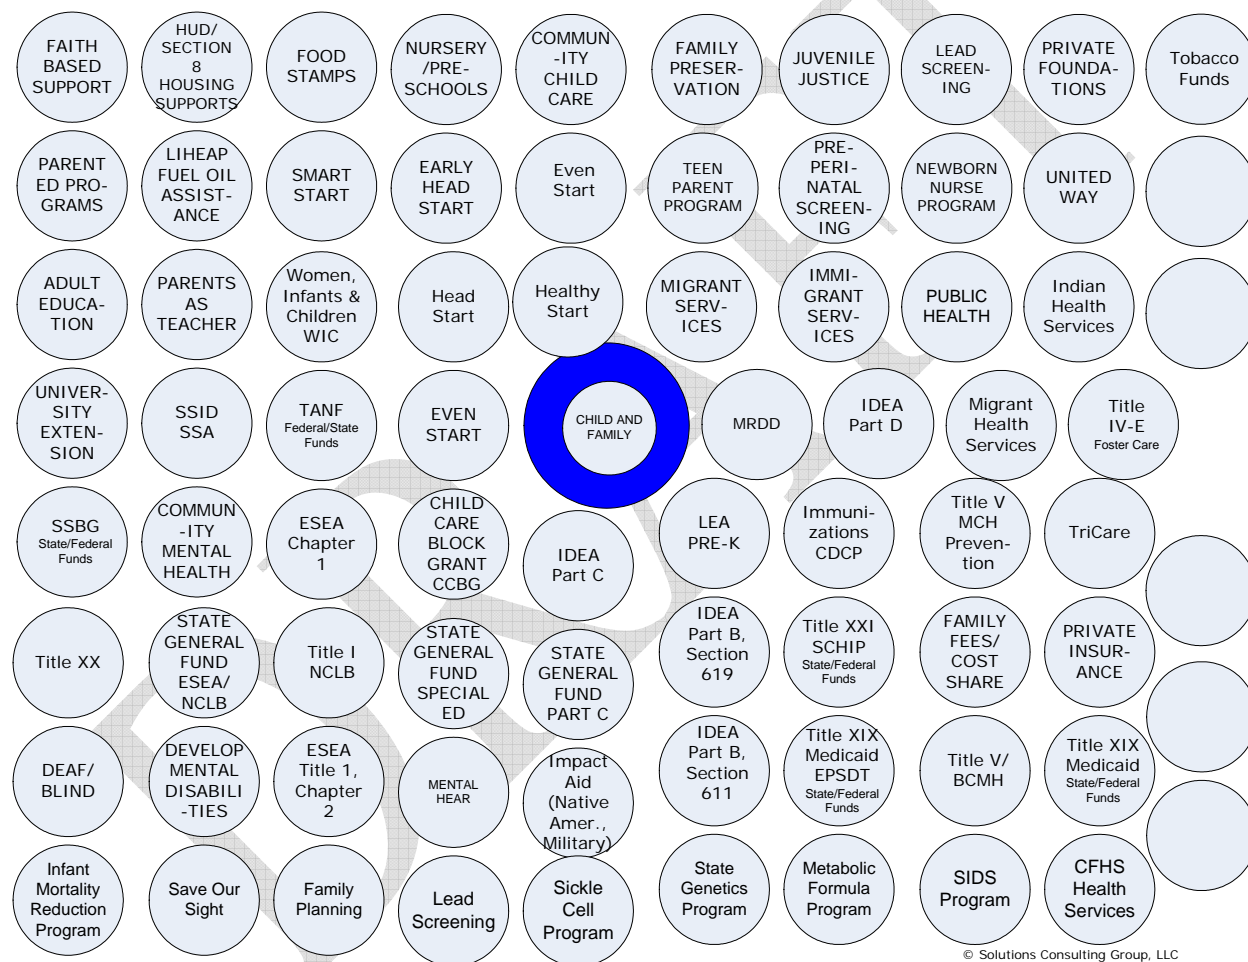 FAITH
BASED
SUPPORT
HUD/
SECTION
8
HOUSING
SUPPORTS
FOOD
STAMPS
NURSERY
/PRE-
SCHOOLS
COMMUN
-ITY
CHILD
CARE
FAMILY
PRESER-
VATION
JUVENILE
JUSTICE
LEAD
SCREEN-
ING
PRIVATE
FOUNDA-
TIONS
Tobacco
Funds
PARENT
ED PRO-
GRAMS
LIHEAP
FUEL OIL
ASSIST-
ANCE
SMART
START
EARLY
HEAD
START
Even
Start
TEEN
PARENT
PROGRAM
PRE-
PERI-
NATAL
SCREEN-
ING
NEWBORN
NURSE
PROGRAM
UNITED
WAY
ADULT
EDUCA-
TION
PARENTS
AS
TEACHER
Women,
Infants &
Children
WIC
Head
Start
Healthy
Start
MIGRANT
SERV-
ICES
IMMI-
GRANT
SERV-
ICES
PUBLIC
HEALTH
Indian
Health
Services
UNIVER-
SITY
EXTEN-
SION
SSID
SSA
TANF
Federal/State
Funds
EVEN
START
CHILD AND
FAMILY
MRDD
IDEA
Part D
Migrant
Health
Services
Title
IV-E
Foster Care
SSBG
State/Federal
Funds
COMMUN
-ITY
MENTAL
HEALTH
ESEA
Chapter
1
CHILD
CARE
BLOCK
GRANT
CCBG
IDEA
Part C
LEA
PRE-K
Immuni-
zations
CDCP
Title V
MCH
Preven-
tion
TriCare
Title XX
STATE
GENERAL
FUND
ESEA/
NCLB
Title I
NCLB
STATE
GENERAL
FUND
SPECIAL
ED
STATE
GENERAL
FUND
PART C
IDEA
Part B,
Section
619
Title XXI
SCHIP
State/Federal
Funds
FAMILY
FEES/
COST
SHARE
PRIVATE
INSUR-
ANCE
DEAF/
BLIND
DEVELOP
MENTAL
DISABILI
-TIES
ESEA
Title 1,
Chapter
2
MENTAL
HEAR
Impact
Aid
(Native
Amer.,
Military)
IDEA
Part B,
Section
611
Title XIX
Medicaid
EPSDT
State/Federal
Funds
Title V/
BCMH
Title XIX
Medicaid
State/Federal
Funds
Infant
Mortality
Reduction
Program
Save Our
Sight
Family
Planning
Lead
Screening
Sickle
Cell
Program
State
Genetics
Program
Metabolic
Formula
Program
SIDS
Program
CFHS
Health
Services
© Solutions Consulting Group, LLC
DRAFT